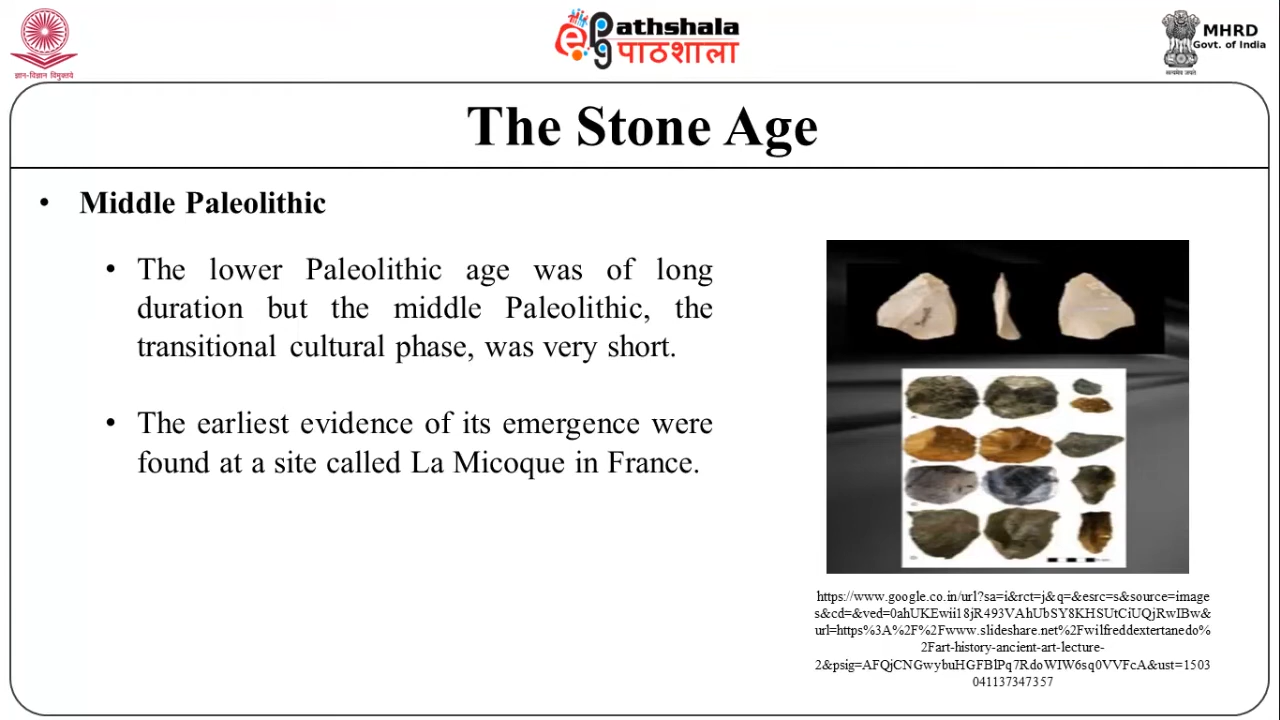 ज्ञान-विज्ञान विमुक्तये
ePathshala
पाठशाला
MHRD
Govt. of India
सत्यमेव जयते
The Stone Age
• Middle Paleolithic
• The lower Paleolithic age was of long
duration but the middle Paleolithic, the
transitional cultural phase, was very short.
• The earliest evidence of its emergence were
found at a site called La Micoque in France.
https://www.google.co.in/url?sa=i&rct=j&q=&esrc=s&source=image
s&cd=&ved=0ahUKEwii18jR493VAhUbSY8KHSUtCiUQjRwIBw&
url=https%3A%2F%2Fwww.slideshare.net%2Fwilfreddextertanedo%
2Fart-history-ancient-art-lecture-
2&psig=AFQjCNGwybuHGFBlPq7RdoWIW6sq0VVFcA&ust=1503
041137347357